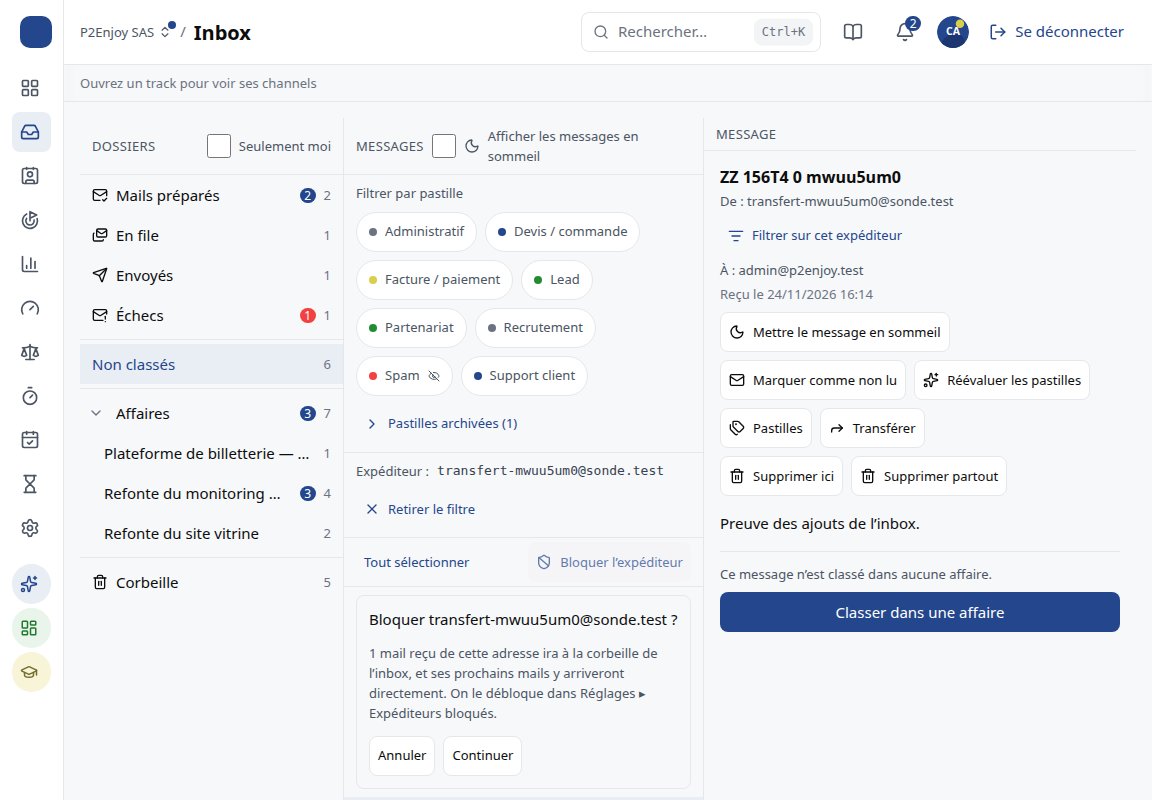 P2Enjoy SAS / Inbox
Rechercher… Ctrl+K
2
CA
Se déconnecter
Ouvrez un track pour voir ses channels
DOSSIERS
Seulement moi
Mails préparés 2 2
En file 1
Envoyés 1
Échecs 1 1
Non classés 6
Affaires 3 7
Plateforme de billetterie — … 1
Refonte du monitoring … 3 4
Refonte du site vitrine 2
Corbeille 5
MESSAGES
Afficher les messages en
sommeil
Filtrer par pastille
Administratif
Devis / commande
Facture / paiement
Lead
Partenariat
Recrutement
Spam
Support client
Pastilles archivées (1)
Expéditeur : transfert-mwuu5um0@sonde.test
Retirer le filtre
Tout sélectionner
Bloquer l’expéditeur
Bloquer transfert-mwuu5um0@sonde.test ?
1 mail reçu de cette adresse ira à la corbeille de
l’inbox, et ses prochains mails y arriveront
directement. On le débloque dans Réglages ▸
Expéditeurs bloqués.
Annuler
Continuer
MESSAGE
ZZ 156T4 0 mwuu5um0
De : transfert-mwuu5um0@sonde.test
Filtrer sur cet expéditeur
À : admin@p2enjoy.test
Reçu le 24/11/2026 16:14
Mettre le message en sommeil
Marquer comme non lu
Réévaluer les pastilles
Pastilles
Transférer
Supprimer ici
Supprimer partout
Preuve des ajouts de l’inbox.
Ce message n’est classé dans aucune affaire.
Classer dans une affaire